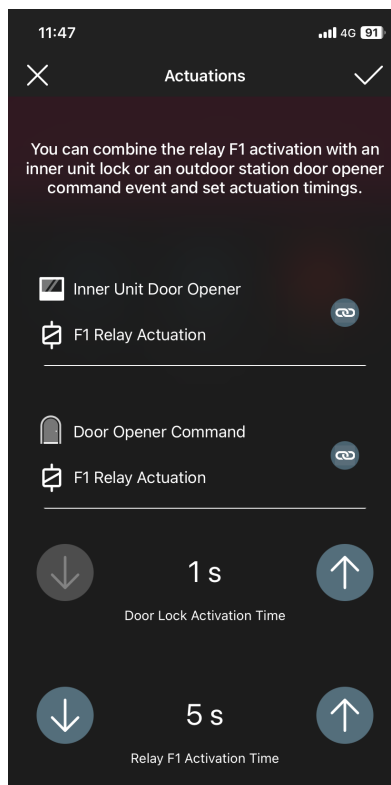 11:47
4G 91
Actuations
You can combine the relay F1 activation with an
inner unit lock or an outdoor station door opener
command event and set actuation timings.
Inner Unit Door Opener
F1 Relay Actuation
Door Opener Command
F1 Relay Actuation
1 s
Door Lock Activation Time
5 s
Relay F1 Activation Time